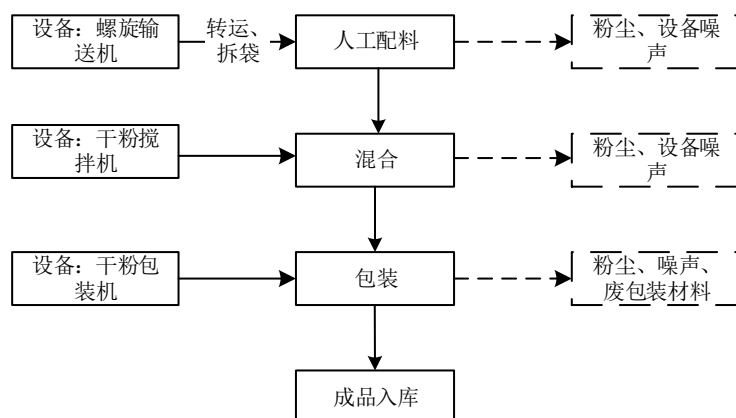 设备：螺旋输
送机
转运、
拆袋
人工配料
粉尘、设备噪
声
设备：干粉搅
拌机
混合
粉尘、设备噪
声
设备：干粉包
装机
包装
粉尘、噪声、
废包装材料
成品入库